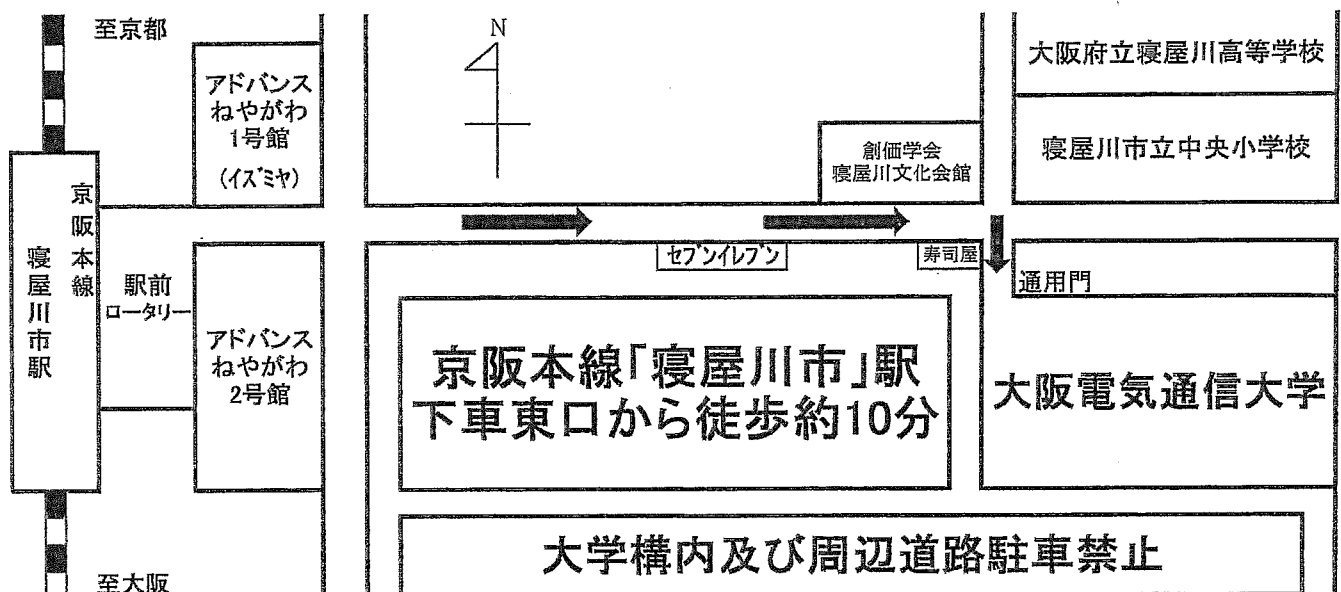 至京都
N
アドバンス
ねやがわ
1号館
(イズミヤ)
大阪府立寝屋川高等学校
寝屋川市立中央小学校
創価学会
寝屋川文化会館
京阪本線
寝屋川市駅
駅前
ロータリー
セブンイレブン
寿司屋
通用門
アドバンス
ねやがわ
2号館
京阪本線「寝屋川市」駅
下車東口から徒歩約10分
大阪電気通信大学
大学構内及び周辺道路駐車禁止
至大阪